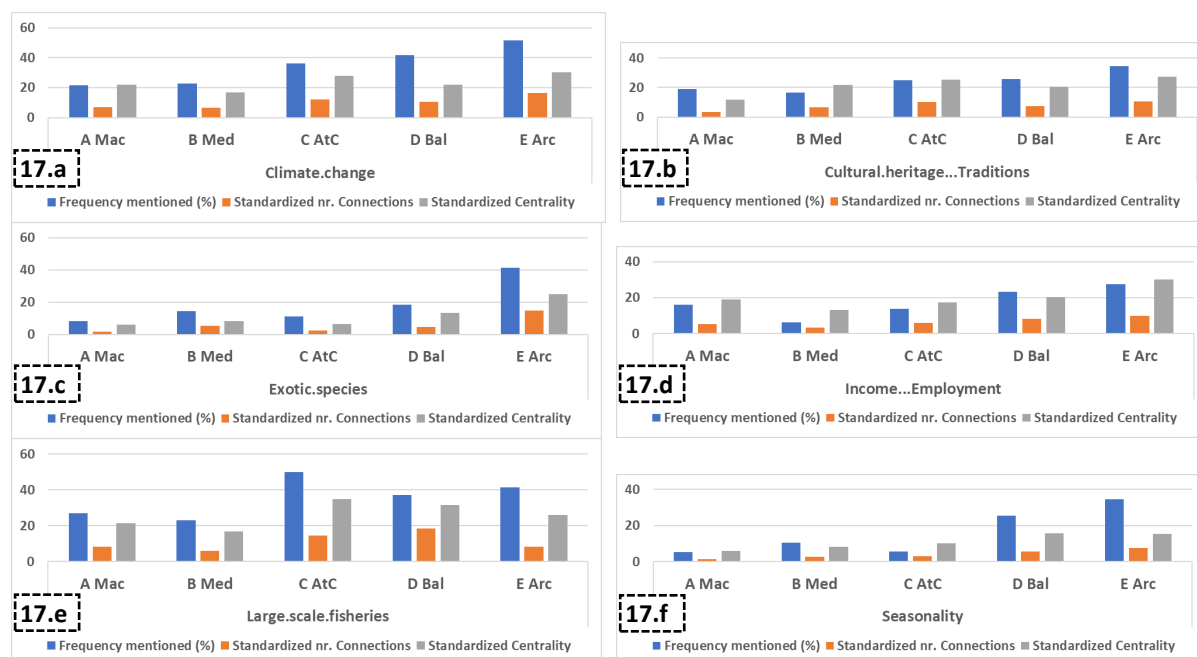 60
40
20
0
A Mac B Med C AtC D Bal E Arc
17.a
Climate.change
Frequency mentioned (%) Standardized nr. Connections Standardized Centrality
40
20
0
A Mac B Med C AtC D Bal E Arc
17.b
Cultural.heritage...Traditions
Frequency mentioned (%) Standardized nr. Connections Standardized Centrality
60
40
20
0
A Mac B Med C AtC D Bal E Arc
17.c
Exotic.species
Frequency mentioned (%) Standardized nr. Connections Standardized Centrality
40
20
0
A Mac B Med C AtC D Bal E Arc
17.d
Income...Employment
Frequency mentioned (%) Standardized nr. Connections Standardized Centrality
60
40
20
0
A Mac B Med C AtC D Bal E Arc
17.e
Large.scale.fisheries
Frequency mentioned (%) Standardized nr. Connections Standardized Centrality
40
20
0
A Mac B Med C AtC D Bal E Arc
17.f
Seasonality
Frequency mentioned (%) Standardized nr. Connections Standardized Centrality